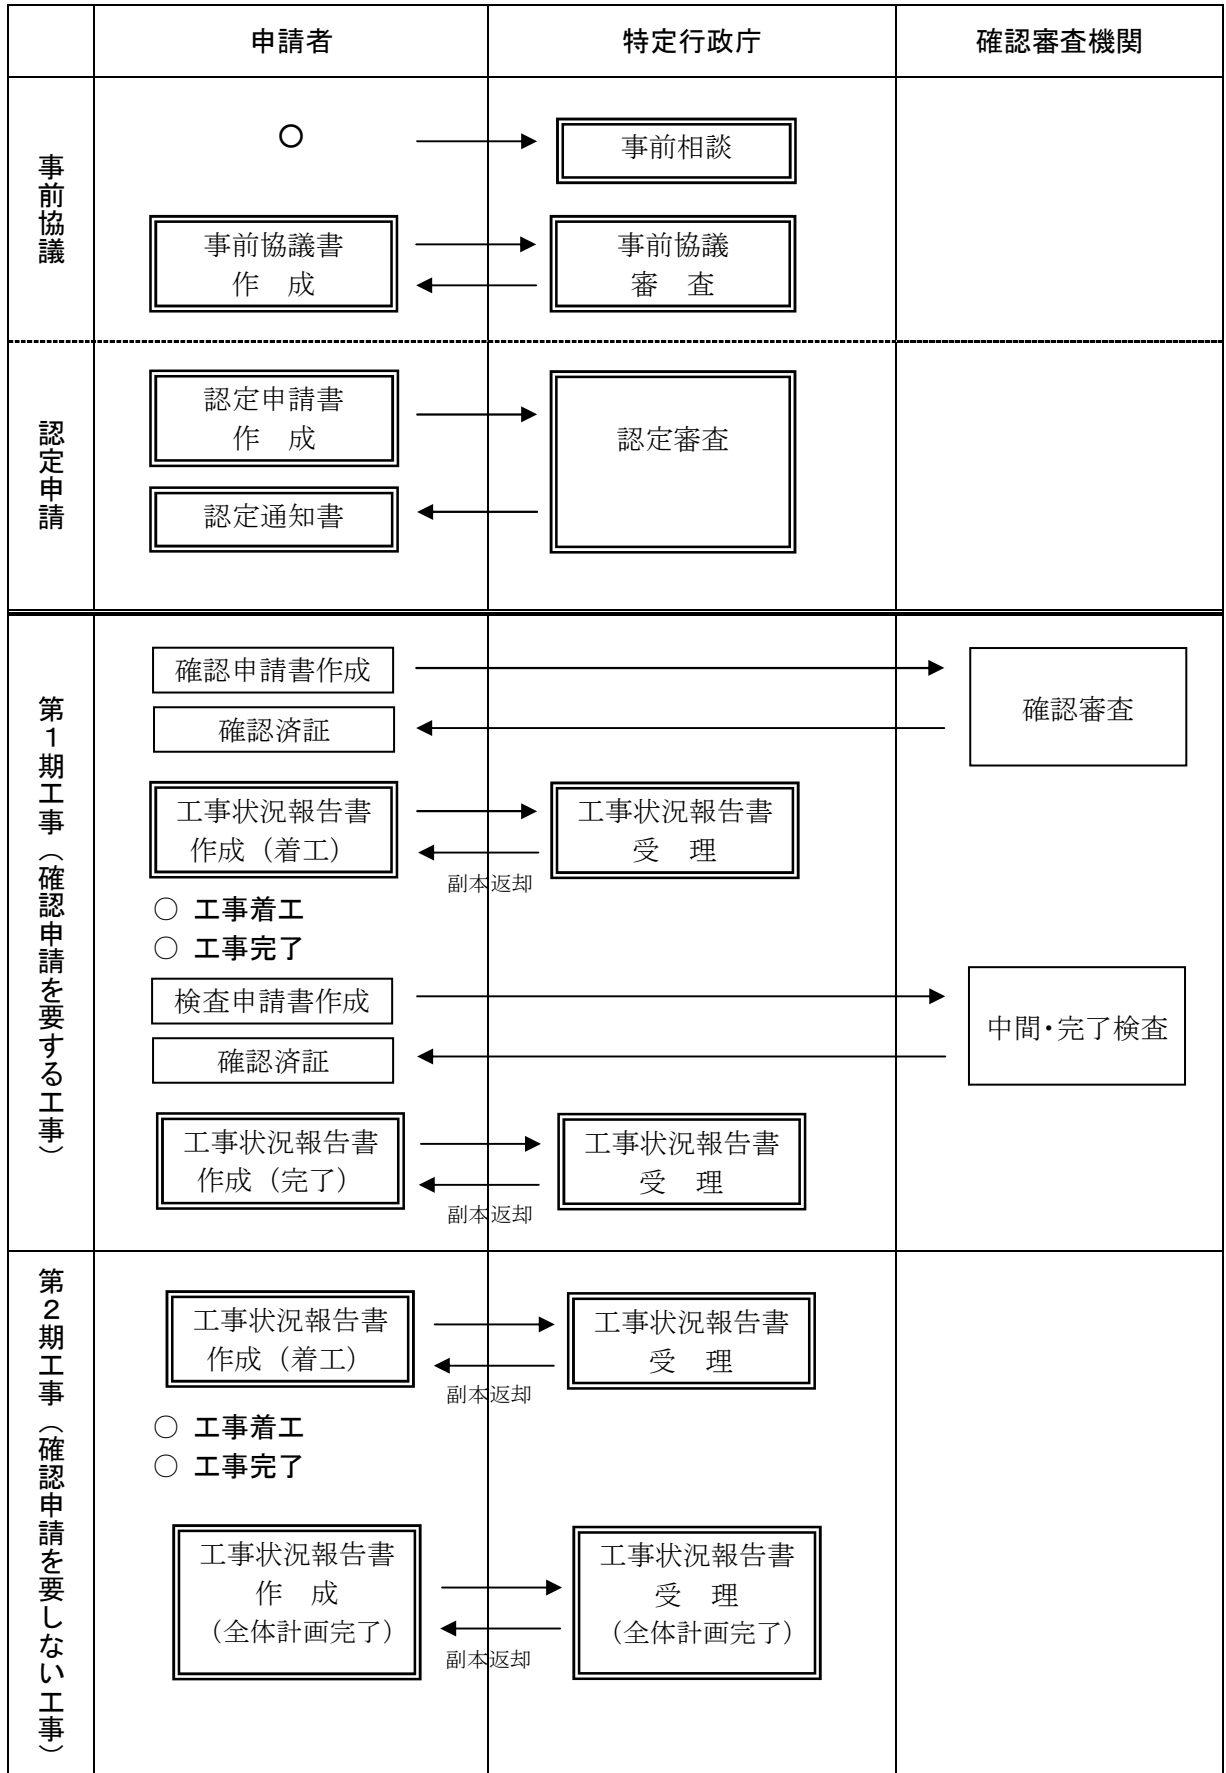 申請者
特定行政庁
確認審査機関
事前協議
事前相談
事前協議書
作　成
事前協議
審　査
認定申請
認定申請書
作　成
認定審査
認定通知書
第１期工事（確認申請を要する工事）
確認申請書作成
確認審査
確認済証
工事状況報告書
作成（着工）
工事状況報告書
受　理
副本返却
○ 工事着工
○ 工事完了
検査申請書作成
中間・完了検査
確認済証
工事状況報告書
作成（完了）
工事状況報告書
受　理
副本返却
第２期工事（確認申請を要しない工事）
工事状況報告書
作成（着工）
工事状況報告書
受　理
副本返却
○ 工事着工
○ 工事完了
工事状況報告書
作　成
（全体計画完了）
工事状況報告書
受　理
（全体計画完了）
副本返却